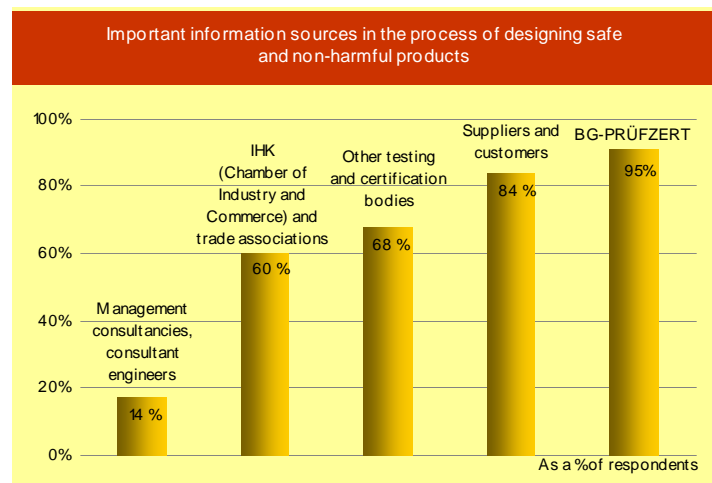 Important information sources in the process of designing safe
and non-harmful products
100%
80%
60%
40%
20%
0%
Management
consultancies,
consultant
engineers
14 %
IHK
(Chamber of
Industry and
Commerce) and
trade associations
60 %
Other testing
and certification
bodies
68 %
Suppliers and
customers
84 %
BG-PRÜFZERT
95%
As a %of respondents